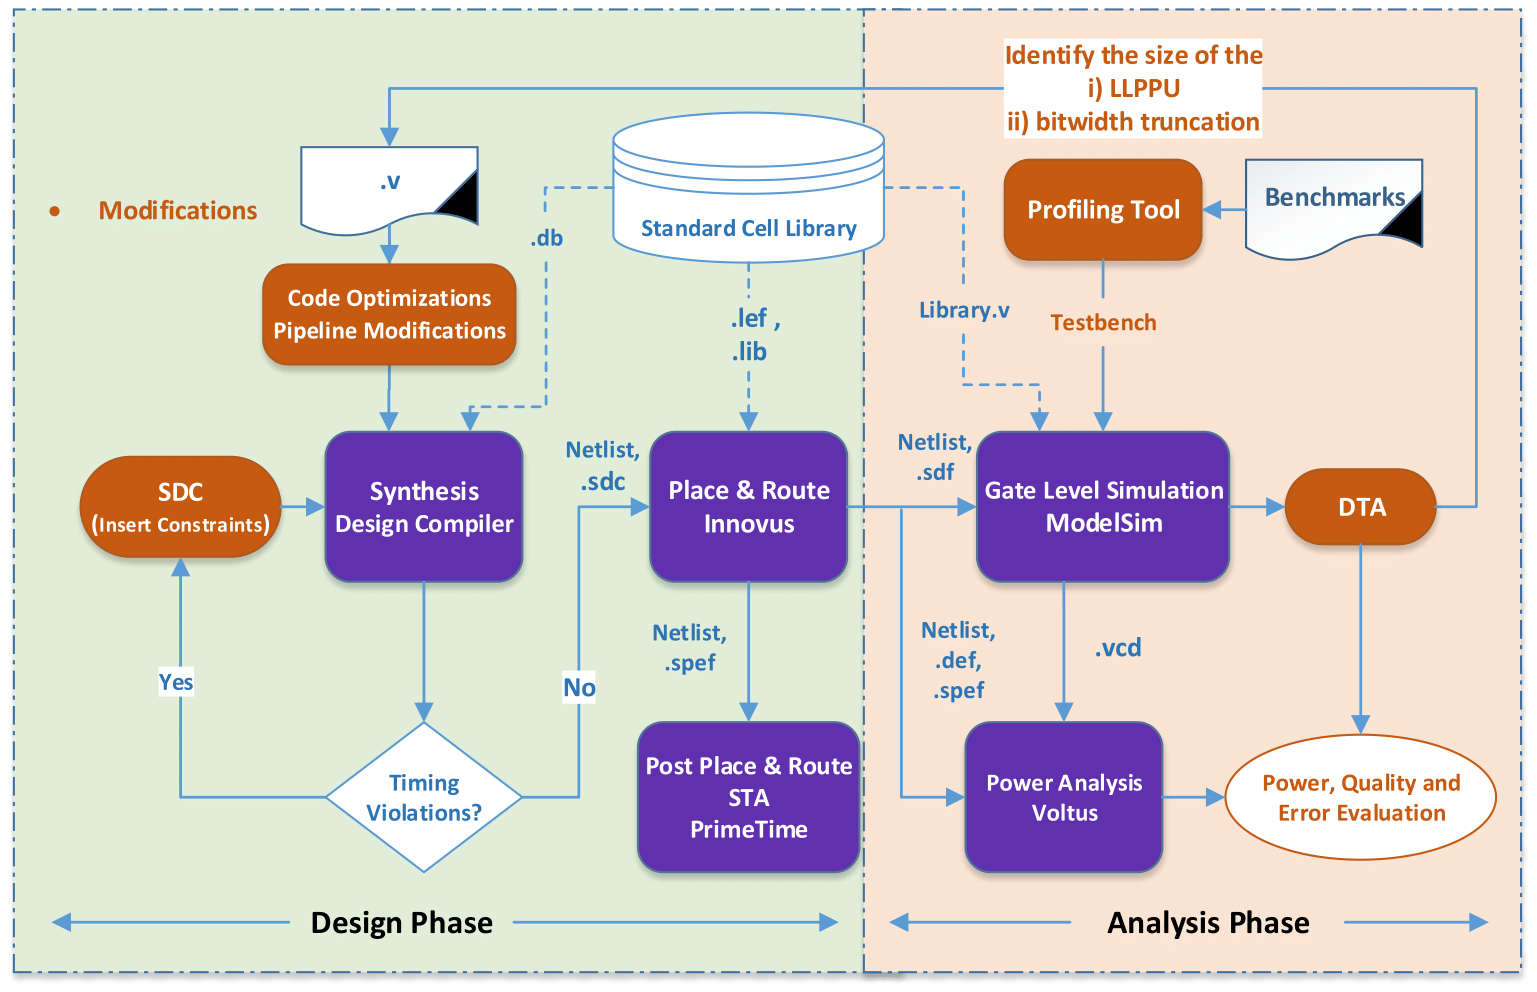 Identify the size of the
i) LLPPU
ii) bitwidth truncation
.v
• Modifications
Code Optimizations
Pipeline Modifications
.db
Standard Cell Library
.lef ,
.lib
Library.v
Profiling Tool
Benchmarks
Testbench
SDC
(Insert Constraints)
Synthesis
Design Compiler
Netlist,
.sdc
Place & Route
Innovus
Netlist,
.sdf
Gate Level Simulation
ModelSim
DTA
Yes
No
Netlist,
.spef
Netlist,
.def,
.spef
.vcd
Timing
Violations?
Post Place & Route
STA
PrimeTime
Power Analysis
Voltus
Power, Quality and
Error Evaluation
Design Phase
Analysis Phase